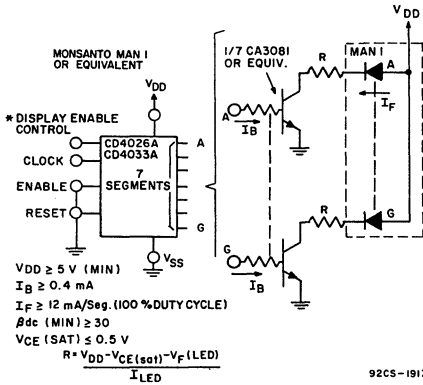 MONSANTO MAN I
OR EQUIVALENT
VDD
* DISPLAY ENABLE
CONTROL
CLOCK
ENABLE
RESET
CD4026A
CD4033A
7
SEGMENTS
A
G
VSS
1/7 CA3081
OR EQUIV.
VDD
R
MAN I
A
IF
A
IB
R
G
G
IB
VDD ≥ 5 V (MIN)
IB ≥ 0.4 mA
IF ≥ 12 mA/Seg. (100 % DUTY CYCLE)
βdc (MIN) ≥ 30
VCE (SAT) ≤ 0.5 V
R = VDD - VCE(sat) - VF (LED)
ILED